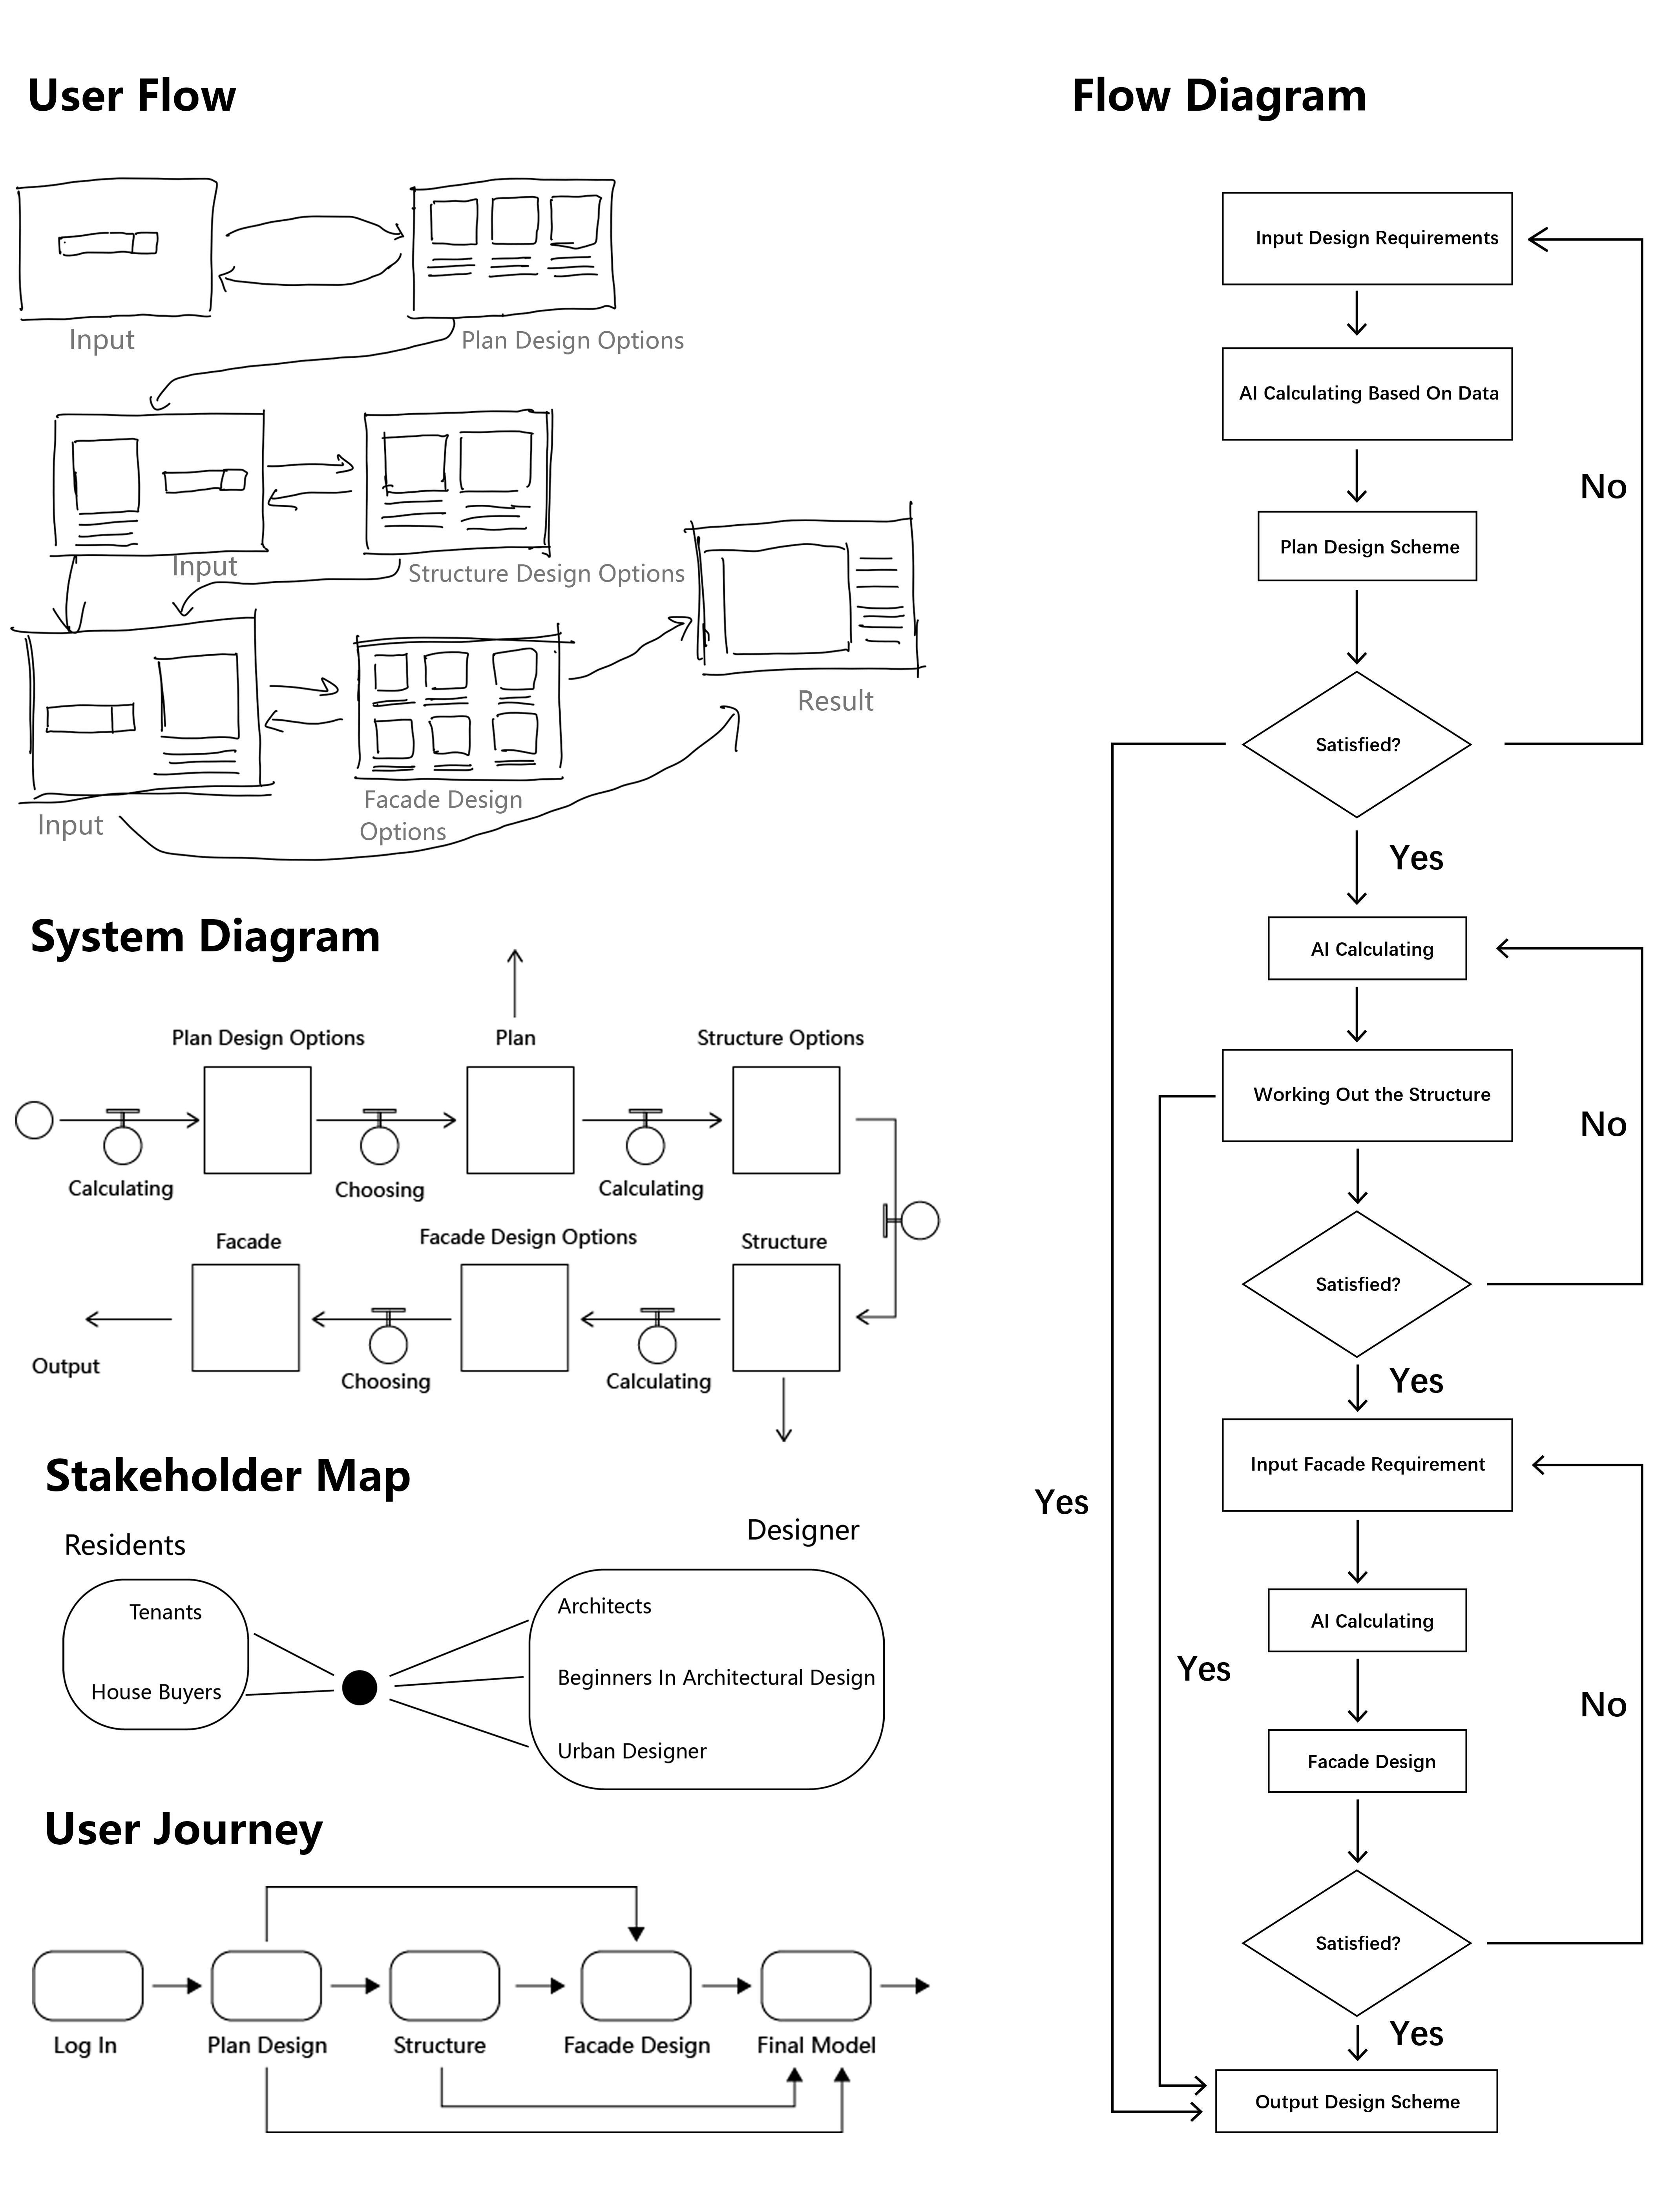 User Flow
Input
Plan Design Options
Input
Structure Design Options
Result
Input
Facade Design
Options
System Diagram
Plan Design Options
Plan
Structure Options
Calculating
Choosing
Calculating
Facade
Facade Design Options
Structure
Output
Choosing
Calculating
Stakeholder Map
Residents
Designer
Tenants
House Buyers
Architects
Beginners In Architectural Design
Urban Designer
User Journey
Log In
Plan Design
Structure
Facade Design
Final Model
Flow Diagram
Input Design Requirements
AI Calculating Based On Data
No
Plan Design Scheme
Satisfied?
Yes
AI Calculating
Working Out the Structure
No
Satisfied?
Yes
Input Facade Requirement
Yes
AI Calculating
Yes
No
Facade Design
Satisfied?
Yes
Output Design Scheme